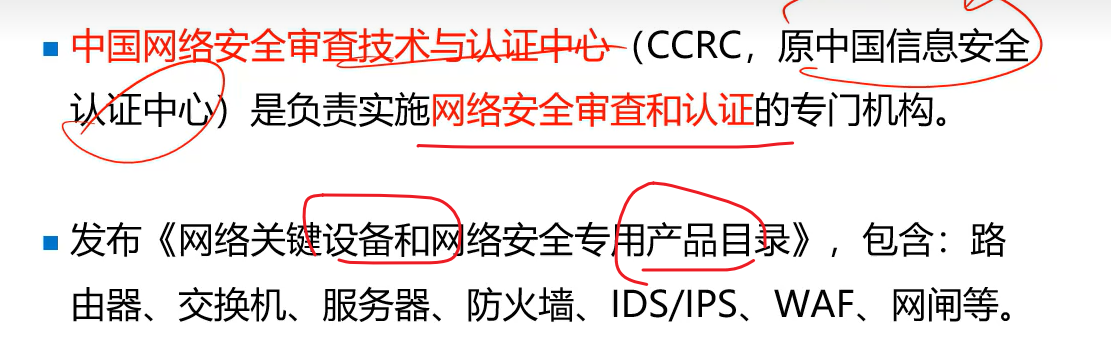 ▪ 中国网络安全审查技术与认证中心（CCRC，原中国信息安全
认证中心）是负责实施网络安全审查和认证的专门机构。
▪ 发布《网络关键设备和网络安全专用产品目录》，包含：路
由器、交换机、服务器、防火墙、IDS/IPS、WAF、网闸等。